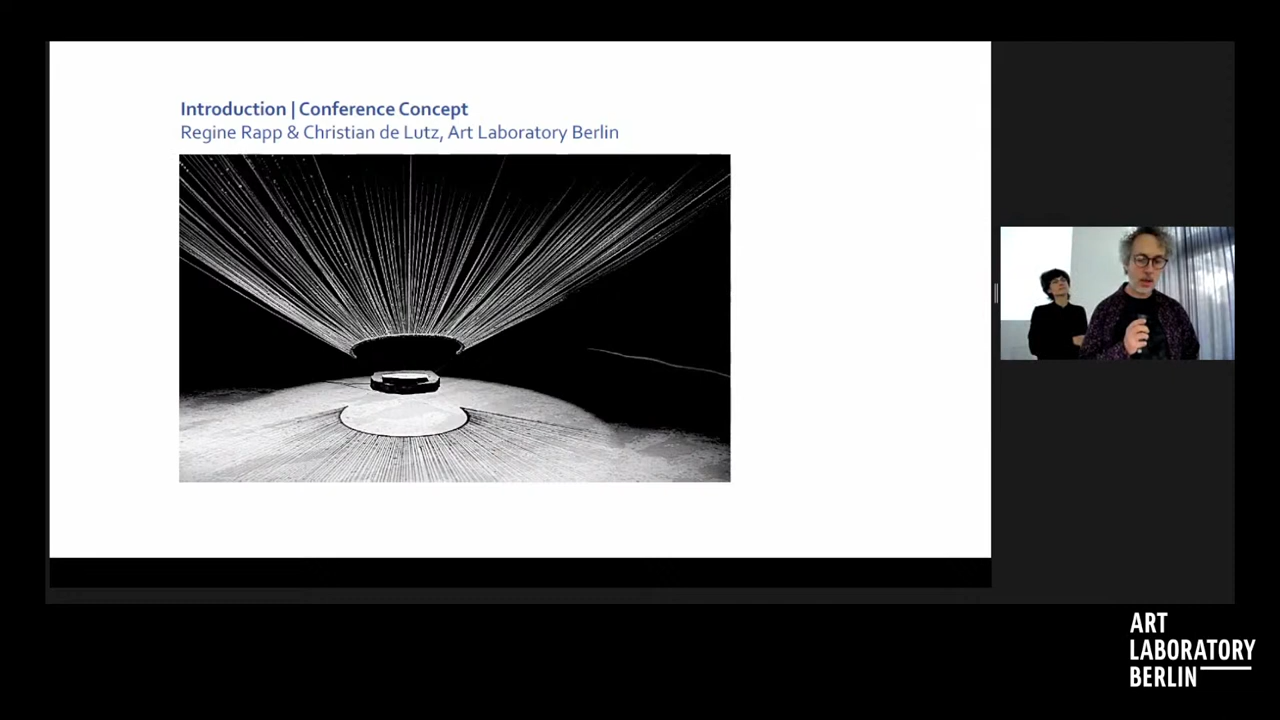 Introduction | Conference Concept
Regine Rapp & Christian de Lutz, Art Laboratory Berlin
ART
LABORATORY
BERLIN